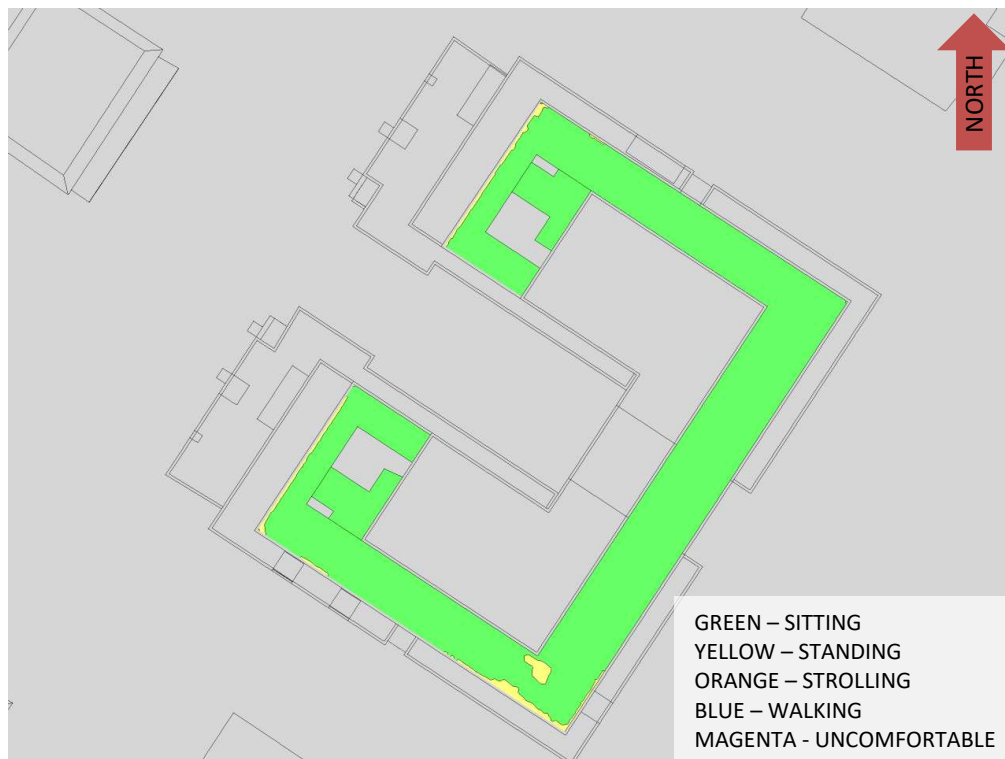 NORTH
GREEN – SITTING
YELLOW – STANDING
ORANGE – STROLLING
BLUE – WALKING
MAGENTA - UNCOMFORTABLE